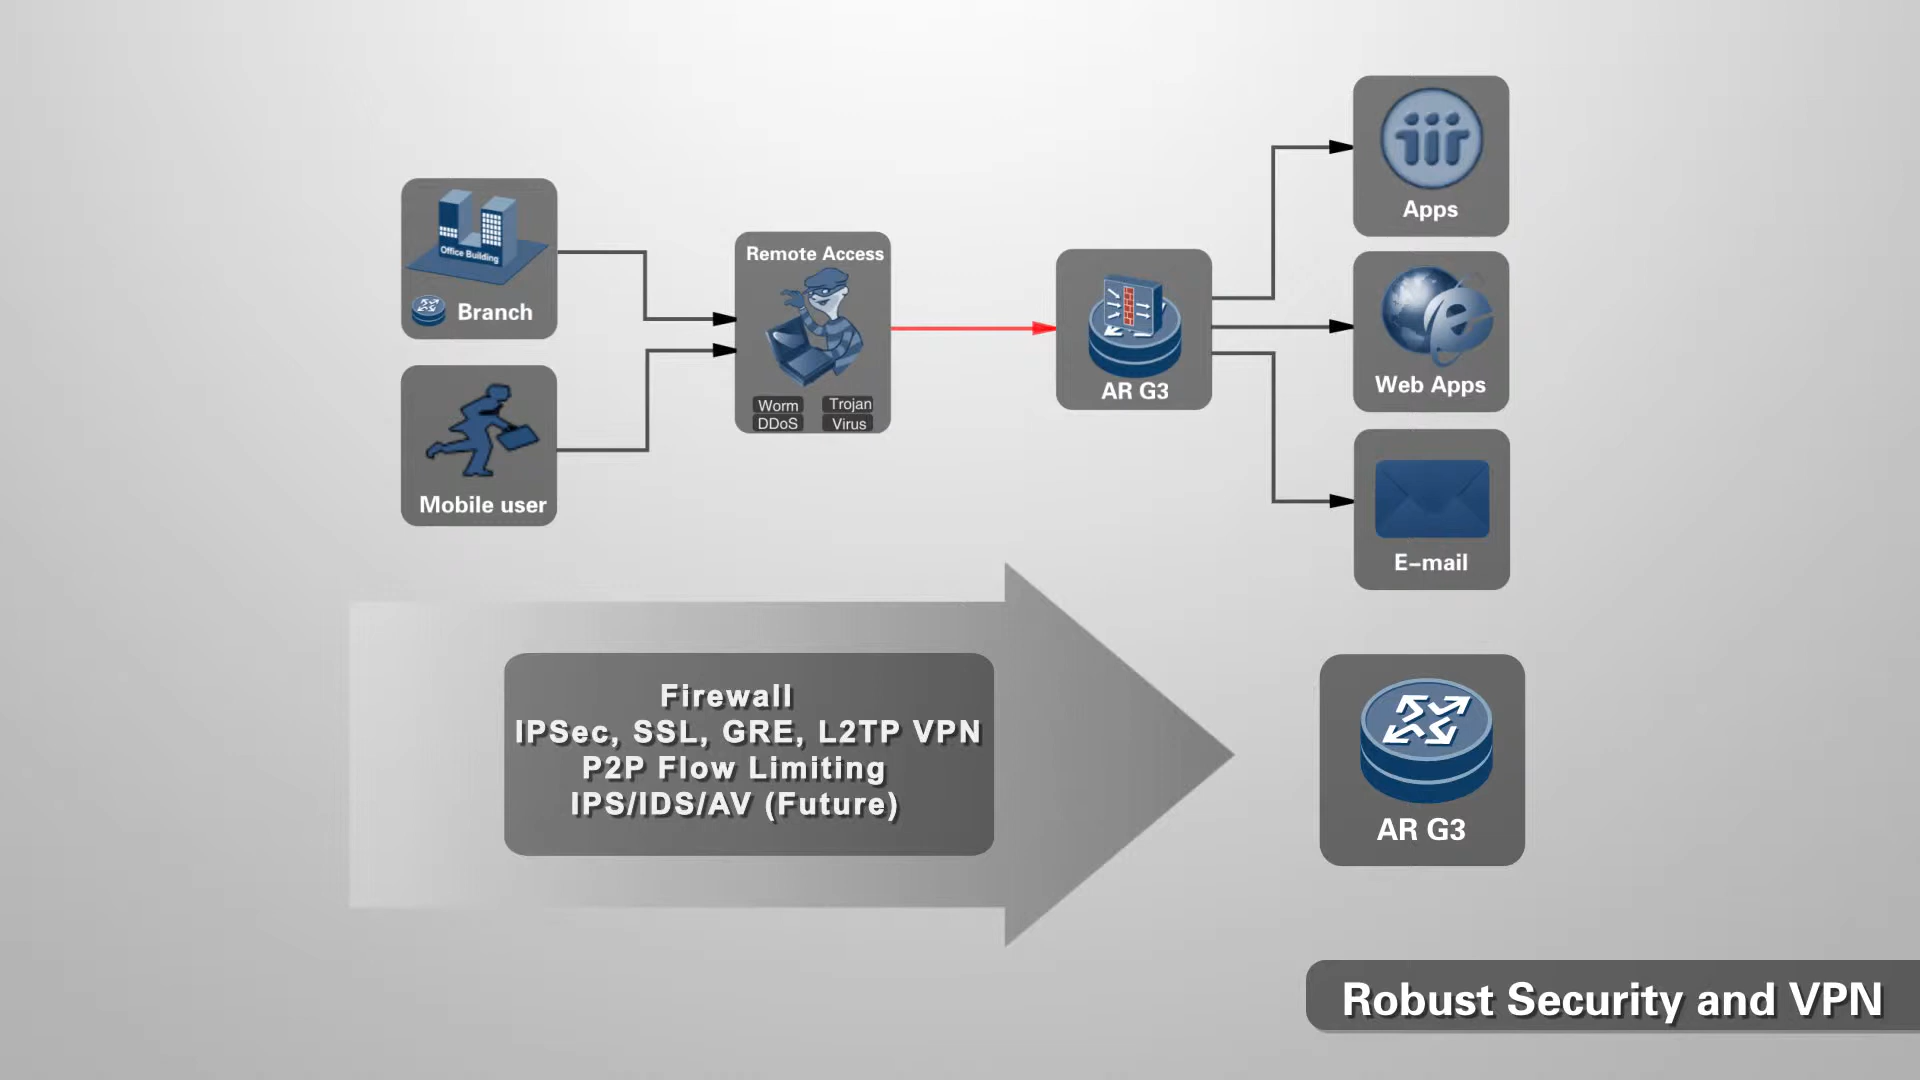 Office Building
Branch
Mobile user
Remote Access
Worm
Trojan
DDoS
Virus
AR G3
Apps
Web Apps
E-mail
Firewall
IPSec, SSL, GRE, L2TP VPN
P2P Flow Limiting
IPS/IDS/AV (Future)
AR G3
Robust Security and VPN